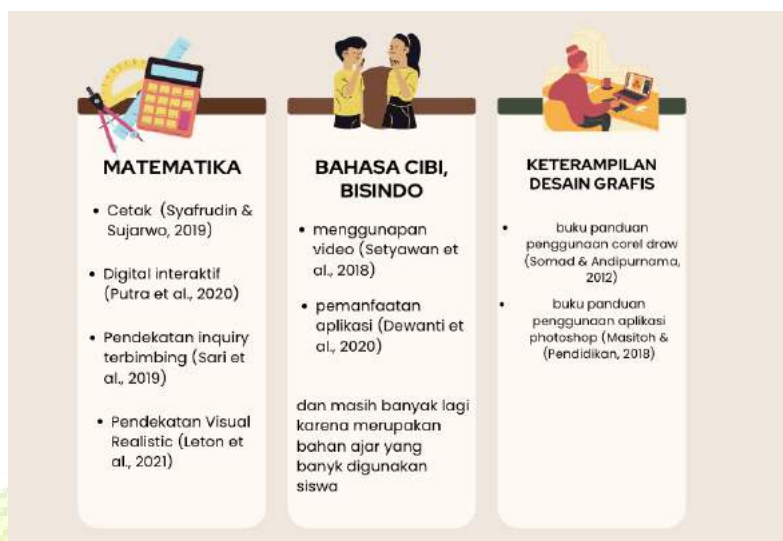 MATEMATIKA
• Cetak (Syafrudin &
Sujarwo, 2019)
• Digital interaktif
(Putra et al., 2020)
• Pendekatan inquiry
terbimbing (Sari et
al., 2019)
• Pendekatan Visual
Realistic (Leton et
al., 2021)
BAHASA CIBI,
BISINDO
• menggunapan
video (Setyawan et
al., 2018)
• pemanfaatan
aplikasi (Dewanti et
al., 2020)
dan masih banyak lagi
karena merupakan
bahan ajar yang
banyk digunakan
siswa
KETERAMPILAN
DESAIN GRAFIS
• buku panduan
penggunaan corel draw
(Somad & Andipurnama,
2012)
• buku panduan
penggunaan aplikasi
photoshop (Masitoh &
(Pendidikan, 2018)